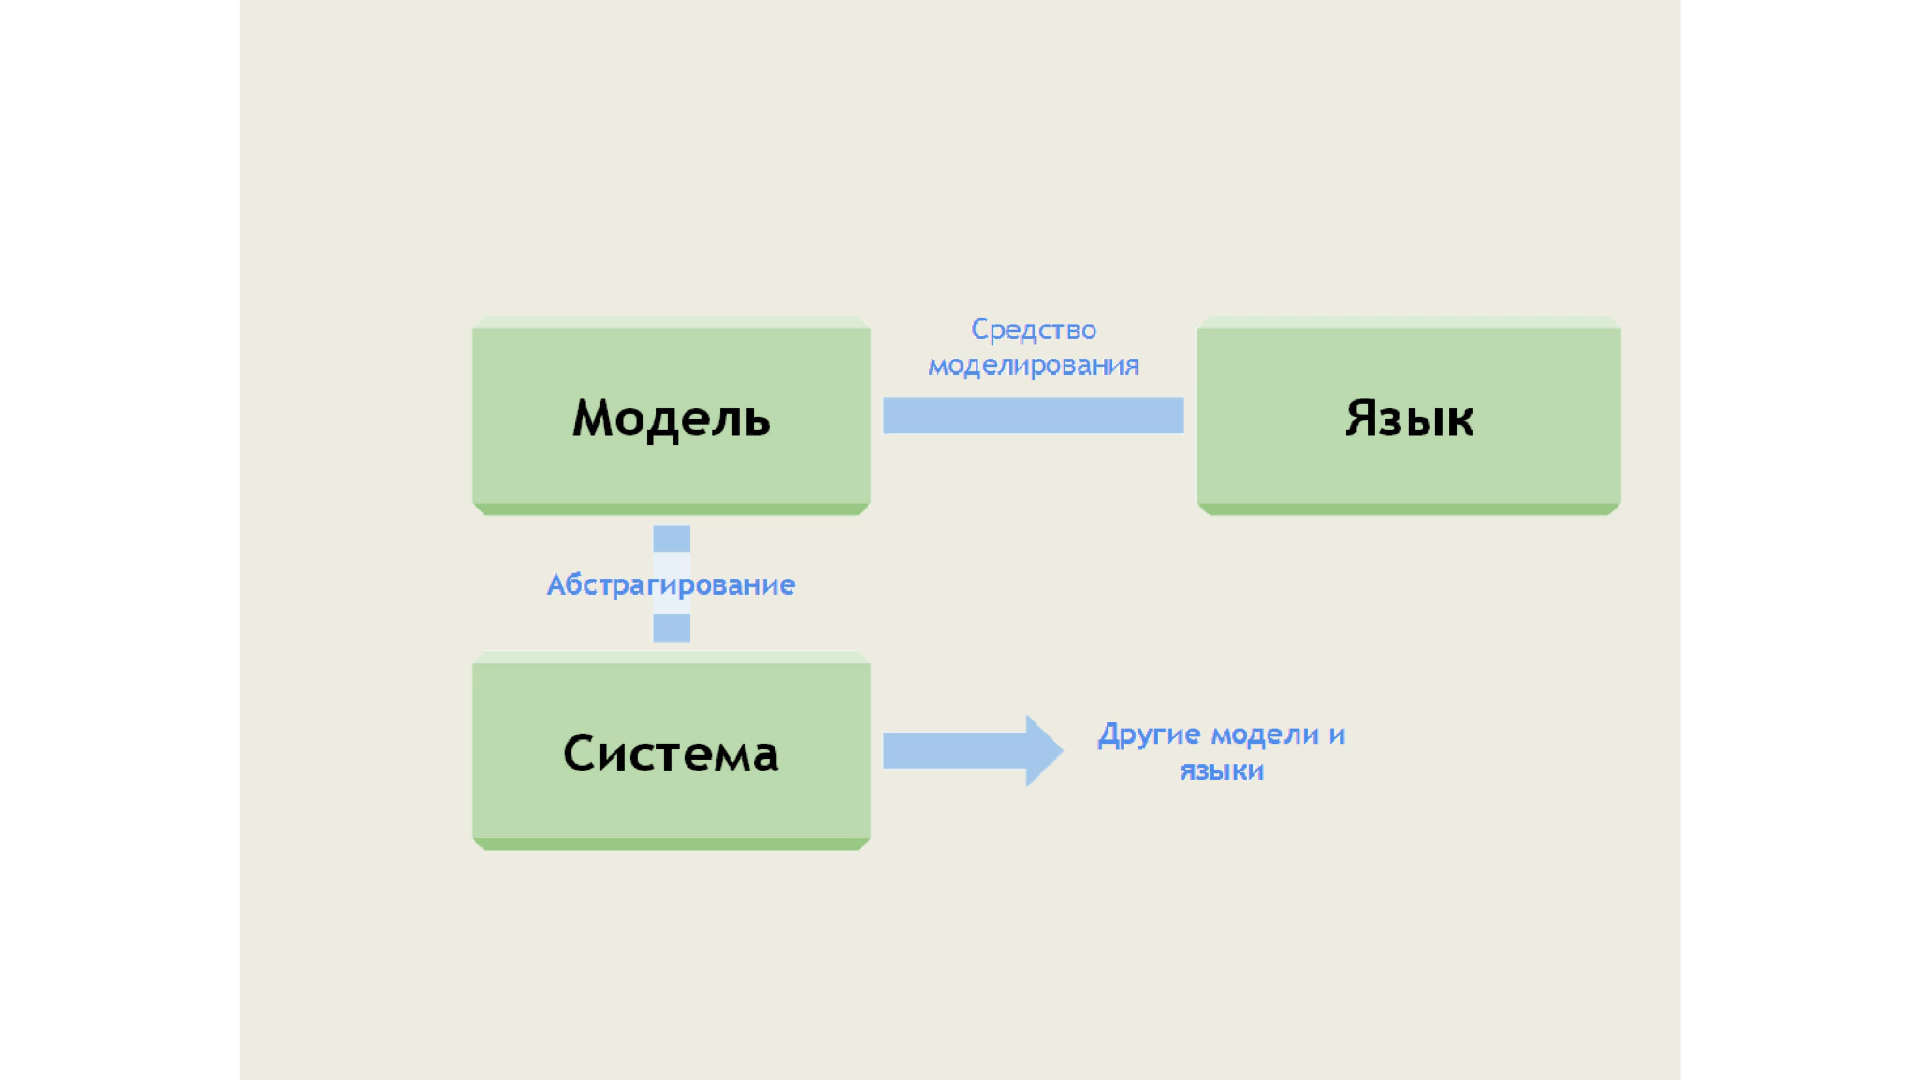 Средство
моделирования
Модель
Язык
Абстрагирование
Система
Другие модели и
языки